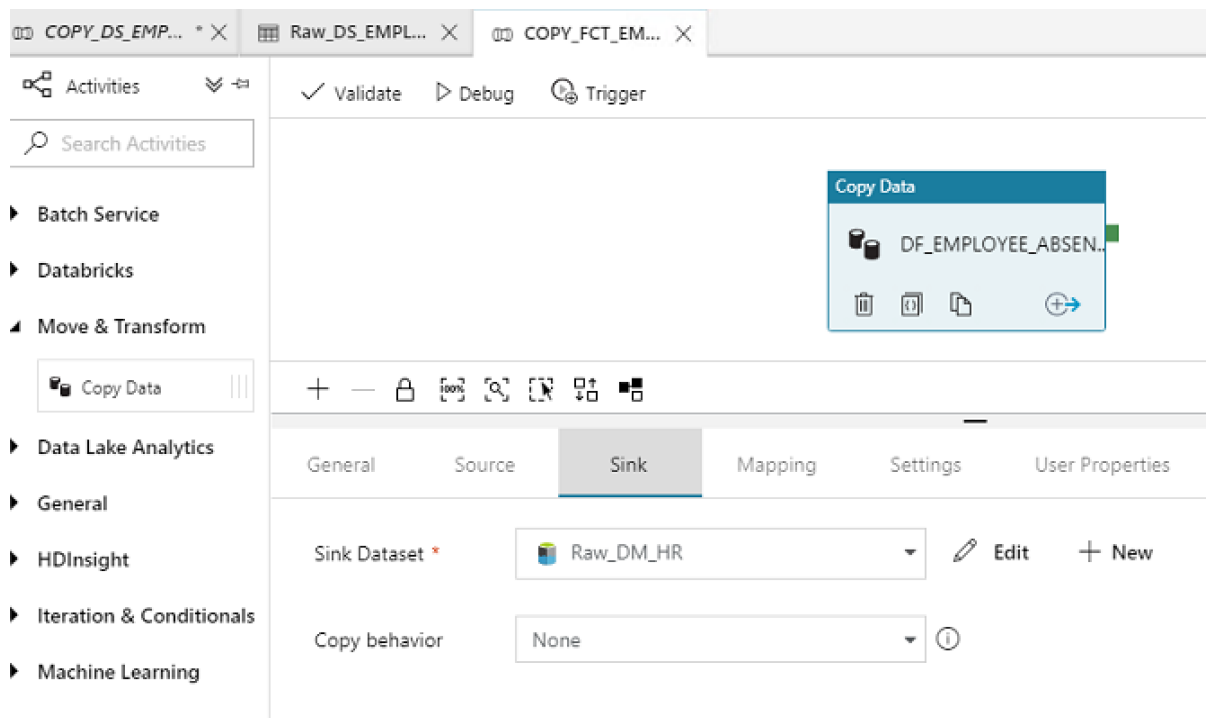 COPY_DS_EMP... *
Raw_DS_EMPL...
COPY_FCT_EM...
Activities
Search Activities
Batch Service
Databricks
Move & Transform
Copy Data
Data Lake Analytics
General
HDInsight
Iteration & Conditionals
Machine Learning
Validate
Debug
Trigger
Copy Data
DF_EMPLOYEE_ABSEN..
100%
General
Source
Sink
Mapping
Settings
User Properties
Sink Dataset *
Raw_DM_HR
Edit
New
Copy behavior
None